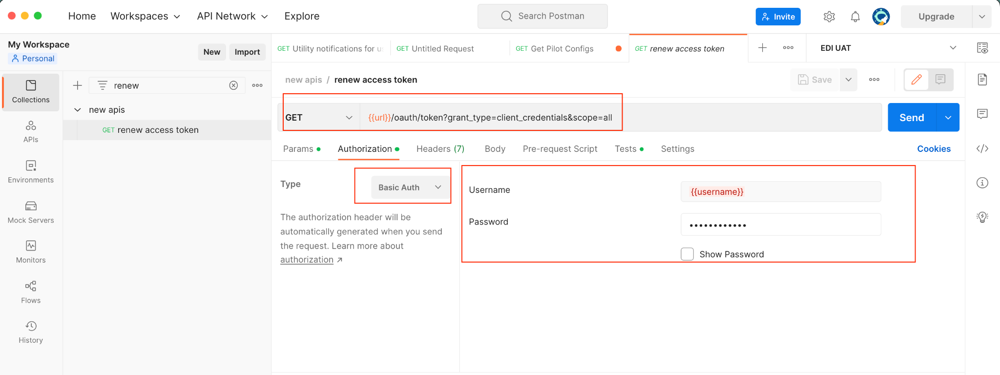 Home
Workspaces
API Network
Explore
Search Postman
Invite
Upgrade
My Workspace
Personal
New
Import
GET Utility notifications for us
GET Untitled Request
GET Get Pilot Configs
GET renew access token
EDI UAT
Collections
APIs
Environments
Mock Servers
Monitors
Flows
History
renew
new apis
GET renew access token
new apis / renew access token
Save
GET
{{url}}/oauth/token?grant_type=client_credentials&scope=all
Send
Params
Authorization
Headers (7)
Body
Pre-request Script
Tests
Settings
Cookies
Type
Basic Auth
The authorization header will be
automatically generated when you send
the request. Learn more about
authorization ↗
Username
{{username}}
Password
••••••••••••
Show Password